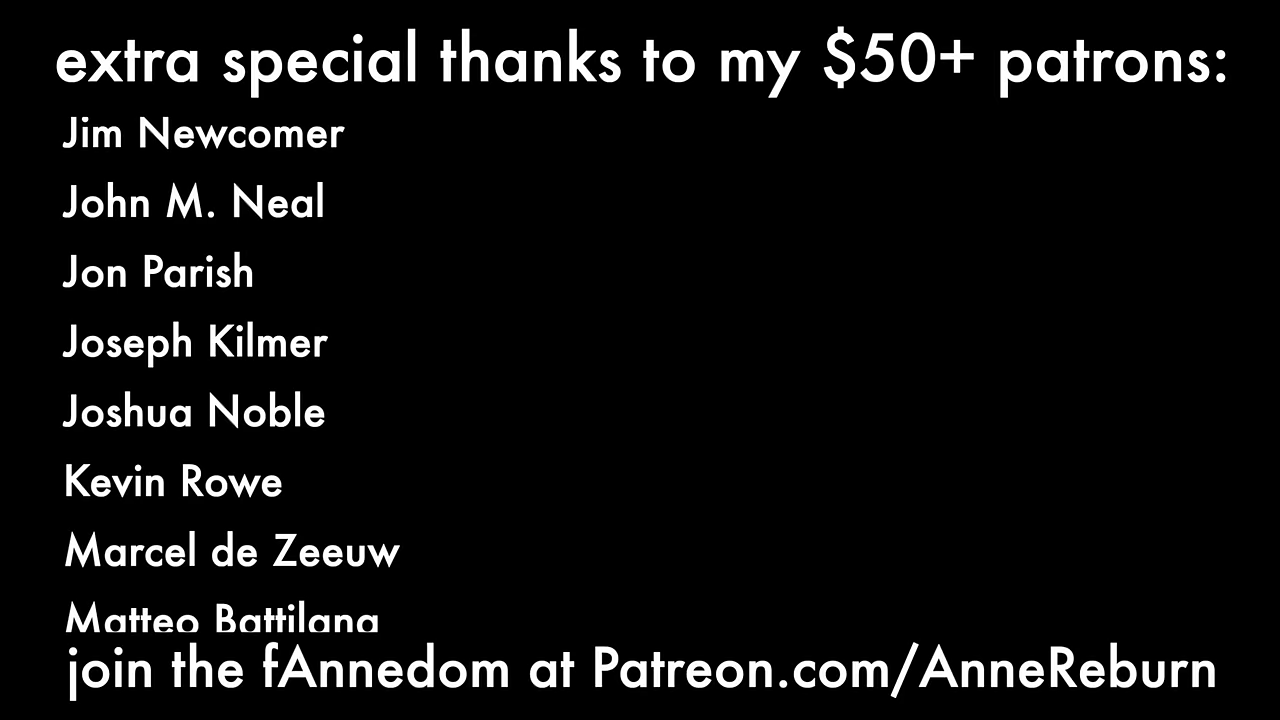 extra special thanks to my $50+ patrons:
Jim Newcomer
John M. Neal
Jon Parish
Joseph Kilmer
Joshua Noble
Kevin Rowe
Marcel de Zeeuw
Matteo Battilana
join the fAnnedom at Patreon.com/AnneReburn